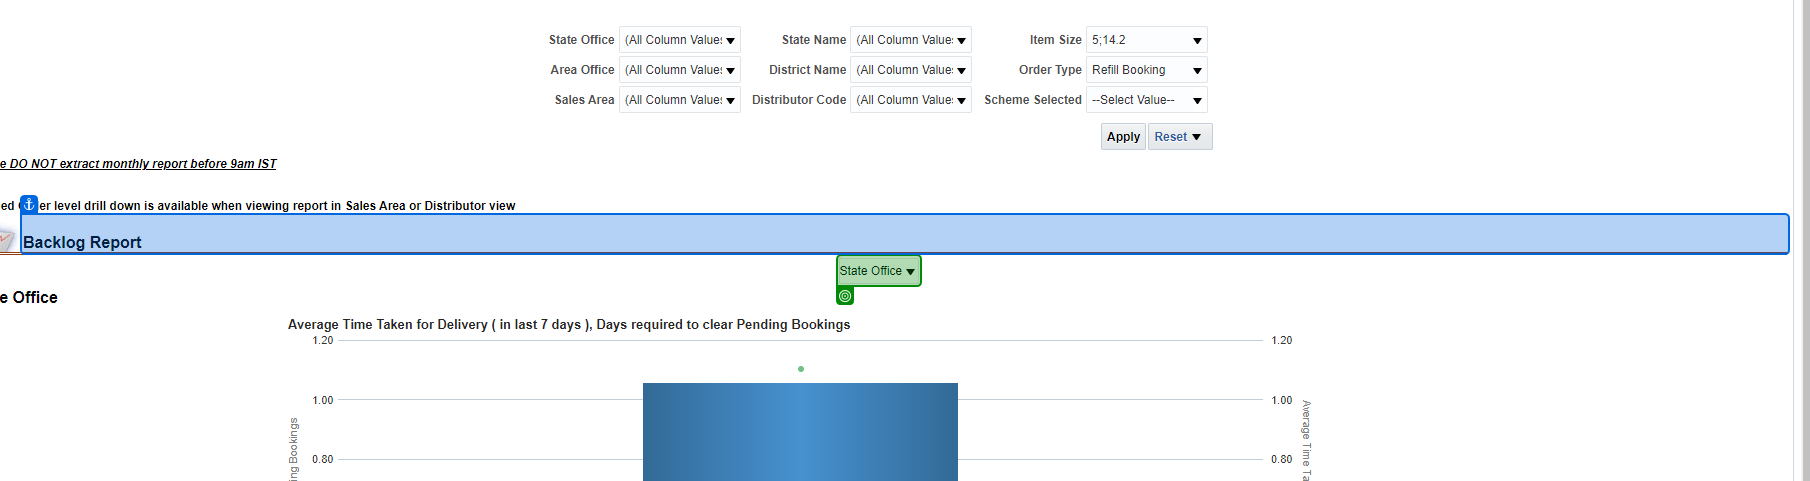 State Office (All Column Values State Name (All Column Value: Item Size 5;14.2
Area Office (All Column Values District Name (All Column Value: Order Type Refill Booking
Sales Area (All Column Values Distributor Code (All Column Value: Scheme Selected --Select Value--
Apply Reset
e DO NOT extract monthly report before 9am IST
ed er level drill down is available when viewing report in Sales Area or Distributor view
Backlog Report
State Office
e Office
Average Time Taken for Delivery ( in last 7 days ), Days required to clear Pending Bookings
1.20 1.20
1.00 1.00
0.80 0.80
ing Bookings
Average Time Ta